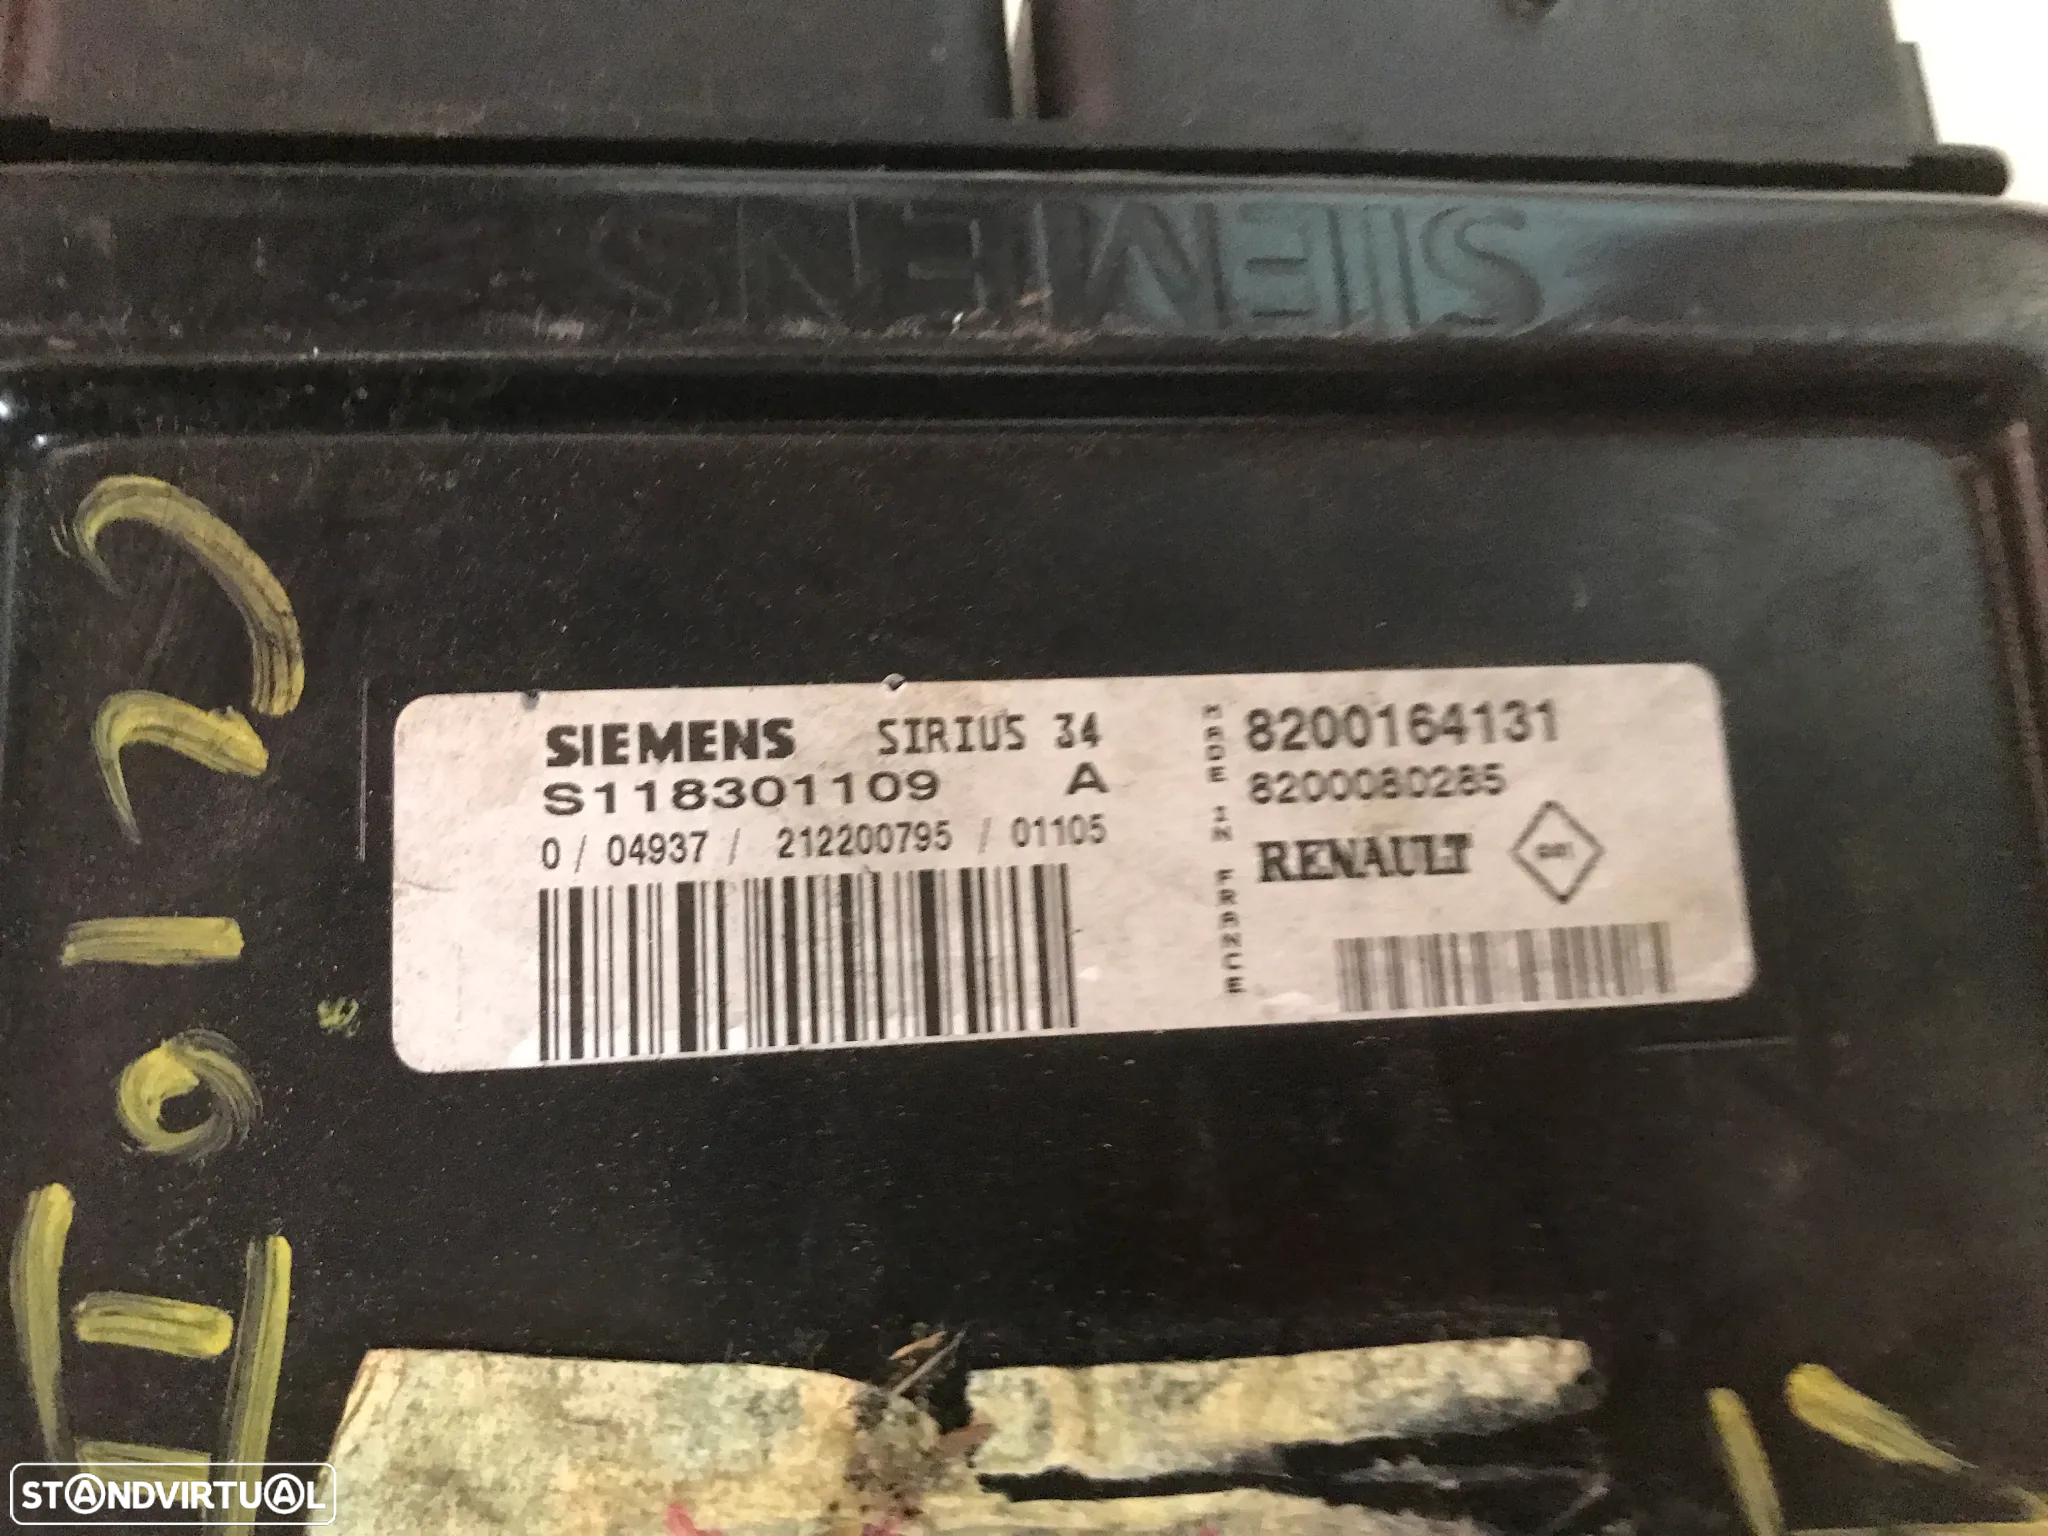 SIEMENS
SIEMENS SIRIUS 34
S118301109 A
0 / 04937 / 212200795 / 01105
MADE IN FRANCE
8200164131
8200080285
RENAULT
STANDVIRTUAL